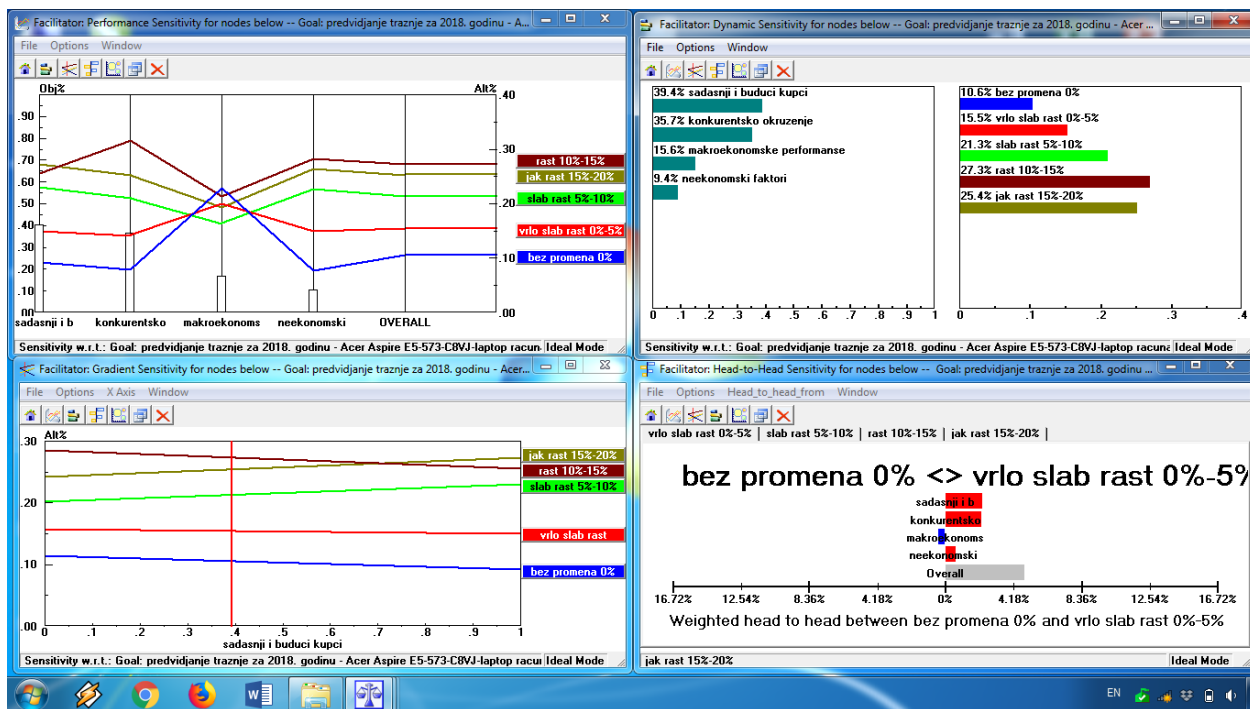 Facilitator: Performance Sensitivity for nodes below -- Goal: predvidjanje traznje za 2018. godinu - A...
File Options Window
Obj% Alt%
.90
.80
.70
.60
.50
.40
.30
.20
.10
.00
.40
.30
.20
.10
.00
rast 10%-15%
jak rast 15%-20%
slab rast 5%-10%
vrlo slab rast 0%-5%
bez promena 0%
sadasnji i b konkurentsko makroekonoms neekonomski OVERALL
Sensitivity w.r.t.: Goal: predvidjanje traznje za 2018. godinu - Acer Aspire E5-573-C8VJ-laptop racun Ideal Mode
Facilitator: Dynamic Sensitivity for nodes below -- Goal: predvidjanje traznje za 2018. godinu - Acer ...
File Options Window
39.4% sadasnji i buduci kupci
35.7% konkurentsko okruzenje
15.6% makroekonomske performanse
9.4% neekonomski faktori
0 .1 .2 .3 .4 .5 .6 .7 .8 .9 1
10.6% bez promena 0%
15.5% vrlo slab rast 0%-5%
21.3% slab rast 5%-10%
27.3% rast 10%-15%
25.4% jak rast 15%-20%
0 .1 .2 .3 .4
Sensitivity w.r.t.: Goal: predvidjanje traznje za 2018. godinu - Acer Aspire E5-573-C8VJ-laptop racuna Ideal Mode
Facilitator: Gradient Sensitivity for nodes below -- Goal: predvidjanje traznje za 2018. godinu - Acer...
File Options X Axis Window
Alt%
.30
.20
.10
.00
jak rast 15%-20%
rast 10%-15%
slab rast 5%-10%
vrlo slab rast
bez promena 0%
0 .1 .2 .3 .4 .5 .6 .7 .8 .9 1
sadasnji i buduci kupci
Sensitivity w.r.t.: Goal: predvidjanje traznje za 2018. godinu - Acer Aspire E5-573-C8VJ-laptop racui Ideal Mode
Facilitator: Head-to-Head Sensitivity for nodes below -- Goal: predvidjanje traznje za 2018. godinu ...
File Options Head_to_head_from Window
vrlo slab rast 0%-5% | slab rast 5%-10% | rast 10%-15% | jak rast 15%-20% |
bez promena 0% <> vrlo slab rast 0%-5%
sadasnji i b
konkurentsko
makroekonoms
neekonomski
Overall
16.72% 12.54% 8.36% 4.18% 0% 4.18% 8.36% 12.54% 16.72%
Weighted head to head between bez promena 0% and vrlo slab rast 0%-5%
jak rast 15%-20% Ideal Mode
EN